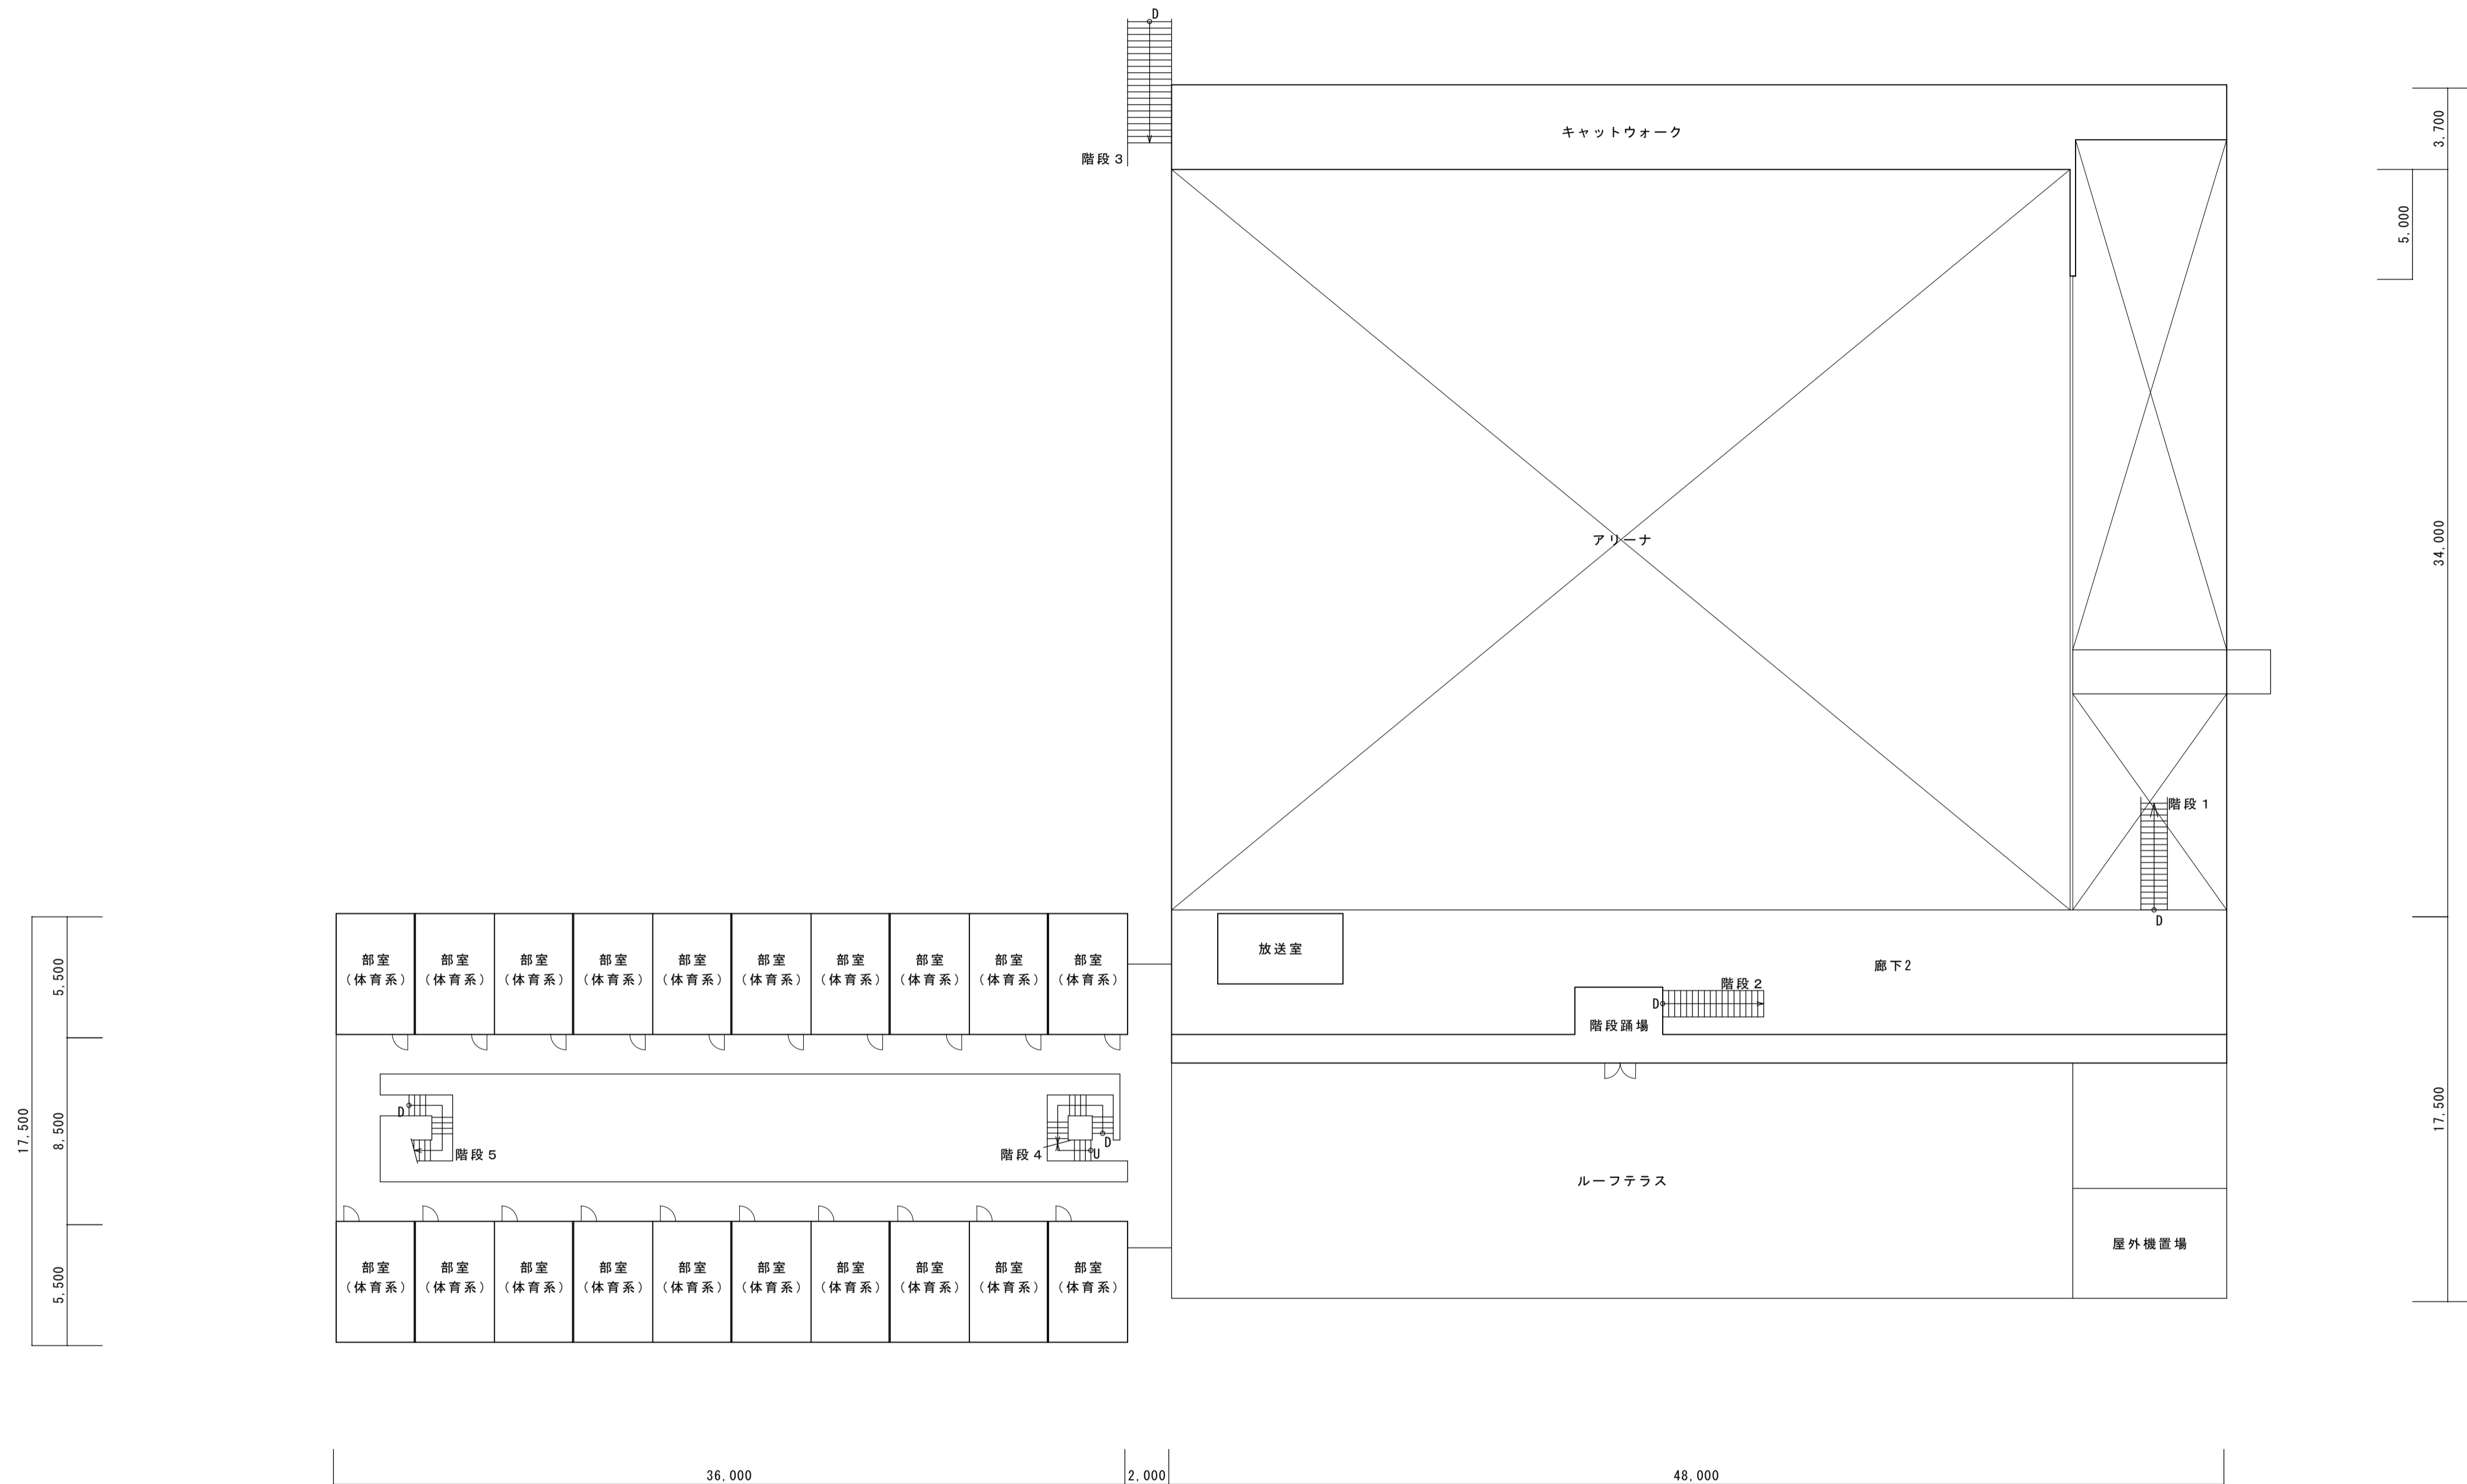 D
階段３
キャットウォーク
3,700
5,000
アリーナ
34,000
階段１
D
放送室
廊下2
階段２
D
階段踊場
部室
（体育系）
部室
（体育系）
部室
（体育系）
部室
（体育系）
部室
（体育系）
部室
（体育系）
部室
（体育系）
部室
（体育系）
部室
（体育系）
部室
（体育系）
5,500
17,500
8,500
5,500
D
階段５
階段４
D
U
17,500
ルーフテラス
屋外機置場
部室
（体育系）
部室
（体育系）
部室
（体育系）
部室
（体育系）
部室
（体育系）
部室
（体育系）
部室
（体育系）
部室
（体育系）
部室
（体育系）
部室
（体育系）
36,000
2,000
48,000